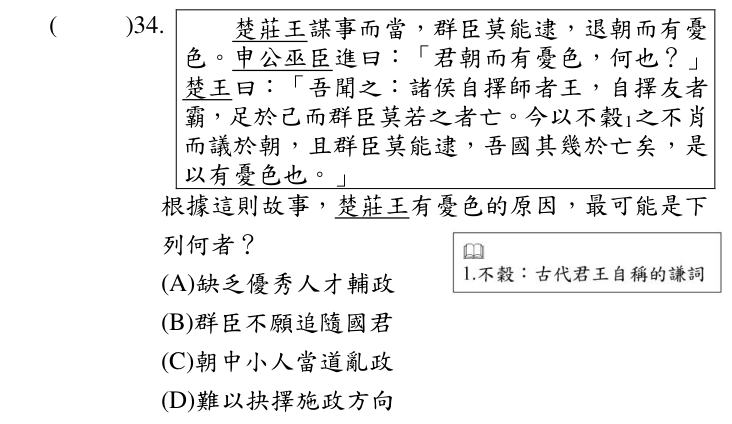 (　　)34.　　楚莊王謀事而當，群臣莫能逮，退朝而有憂
色。申公巫臣進曰：「君朝而有憂色，何也？」
楚王曰：「吾聞之：諸侯自擇師者王，自擇友者
霸，足於己而群臣莫若之者亡。今以不穀1之不肖
而議於朝，且群臣莫能逮，吾國其幾於亡矣，是
以有憂色也。」
根據這則故事，楚莊王有憂色的原因，最可能是下
列何者？
(A)缺乏優秀人才輔政
(B)群臣不願追隨國君
(C)朝中小人當道亂政
(D)難以抉擇施政方向
1.不穀：古代君王自稱的謙詞